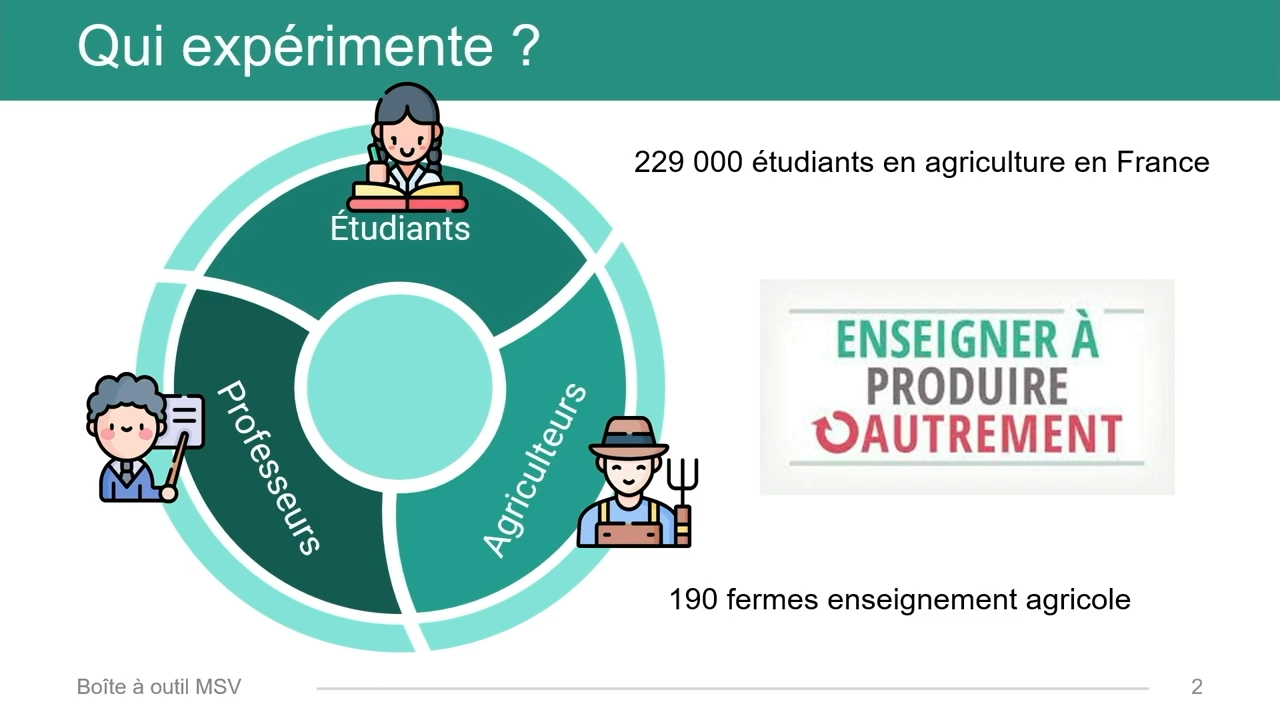 Qui expérimente ?
229 000 étudiants en agriculture en France
Étudiants
Professeurs
Agriculteurs
ENSEIGNER À
PRODUIRE
AUTREMENT
190 fermes enseignement agricole
Boîte à outil MSV
2